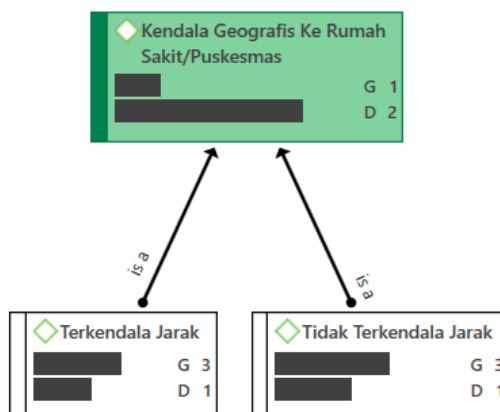 Kendala Geografis Ke Rumah
Sakit/Puskesmas
G 1
D 2
is a
is a
Terkendala Jarak
G 3
D 1
Tidak Terkendala Jarak
G 3
D 1